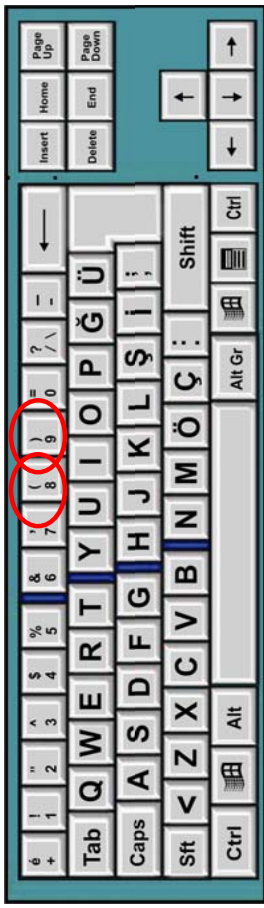 é + ! 1 " 2 ^ 3 $ 4 % 5 & 6 ' 7 ( 8 ) 9 = 0 ? / \ _ - ← Insert Home Page Up
Tab Q W E R T Y U I O P Ğ Ü Delete End Page Down
Caps A S D F G H J K L Ş İ ; ,
Sft < Z X C V B N M Ö Ç : . Shift ↑
Ctrl Alt Alt Gr Ctrl ← ↓ →